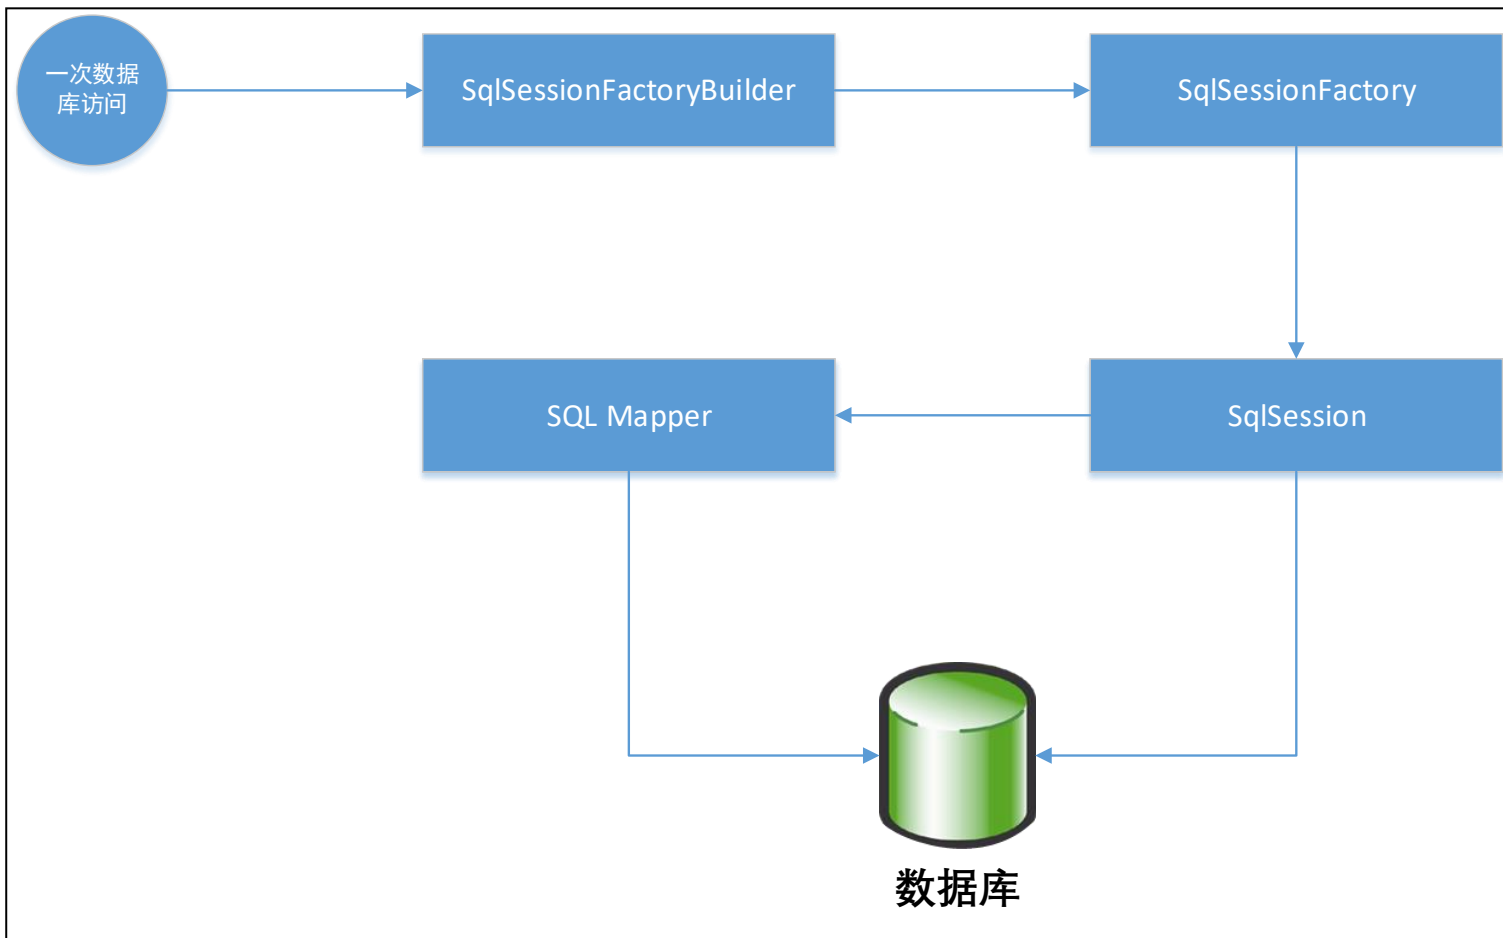 一次数据
库访问
SqlSessionFactoryBuilder
SqlSessionFactory
SQL Mapper
SqlSession
数据库